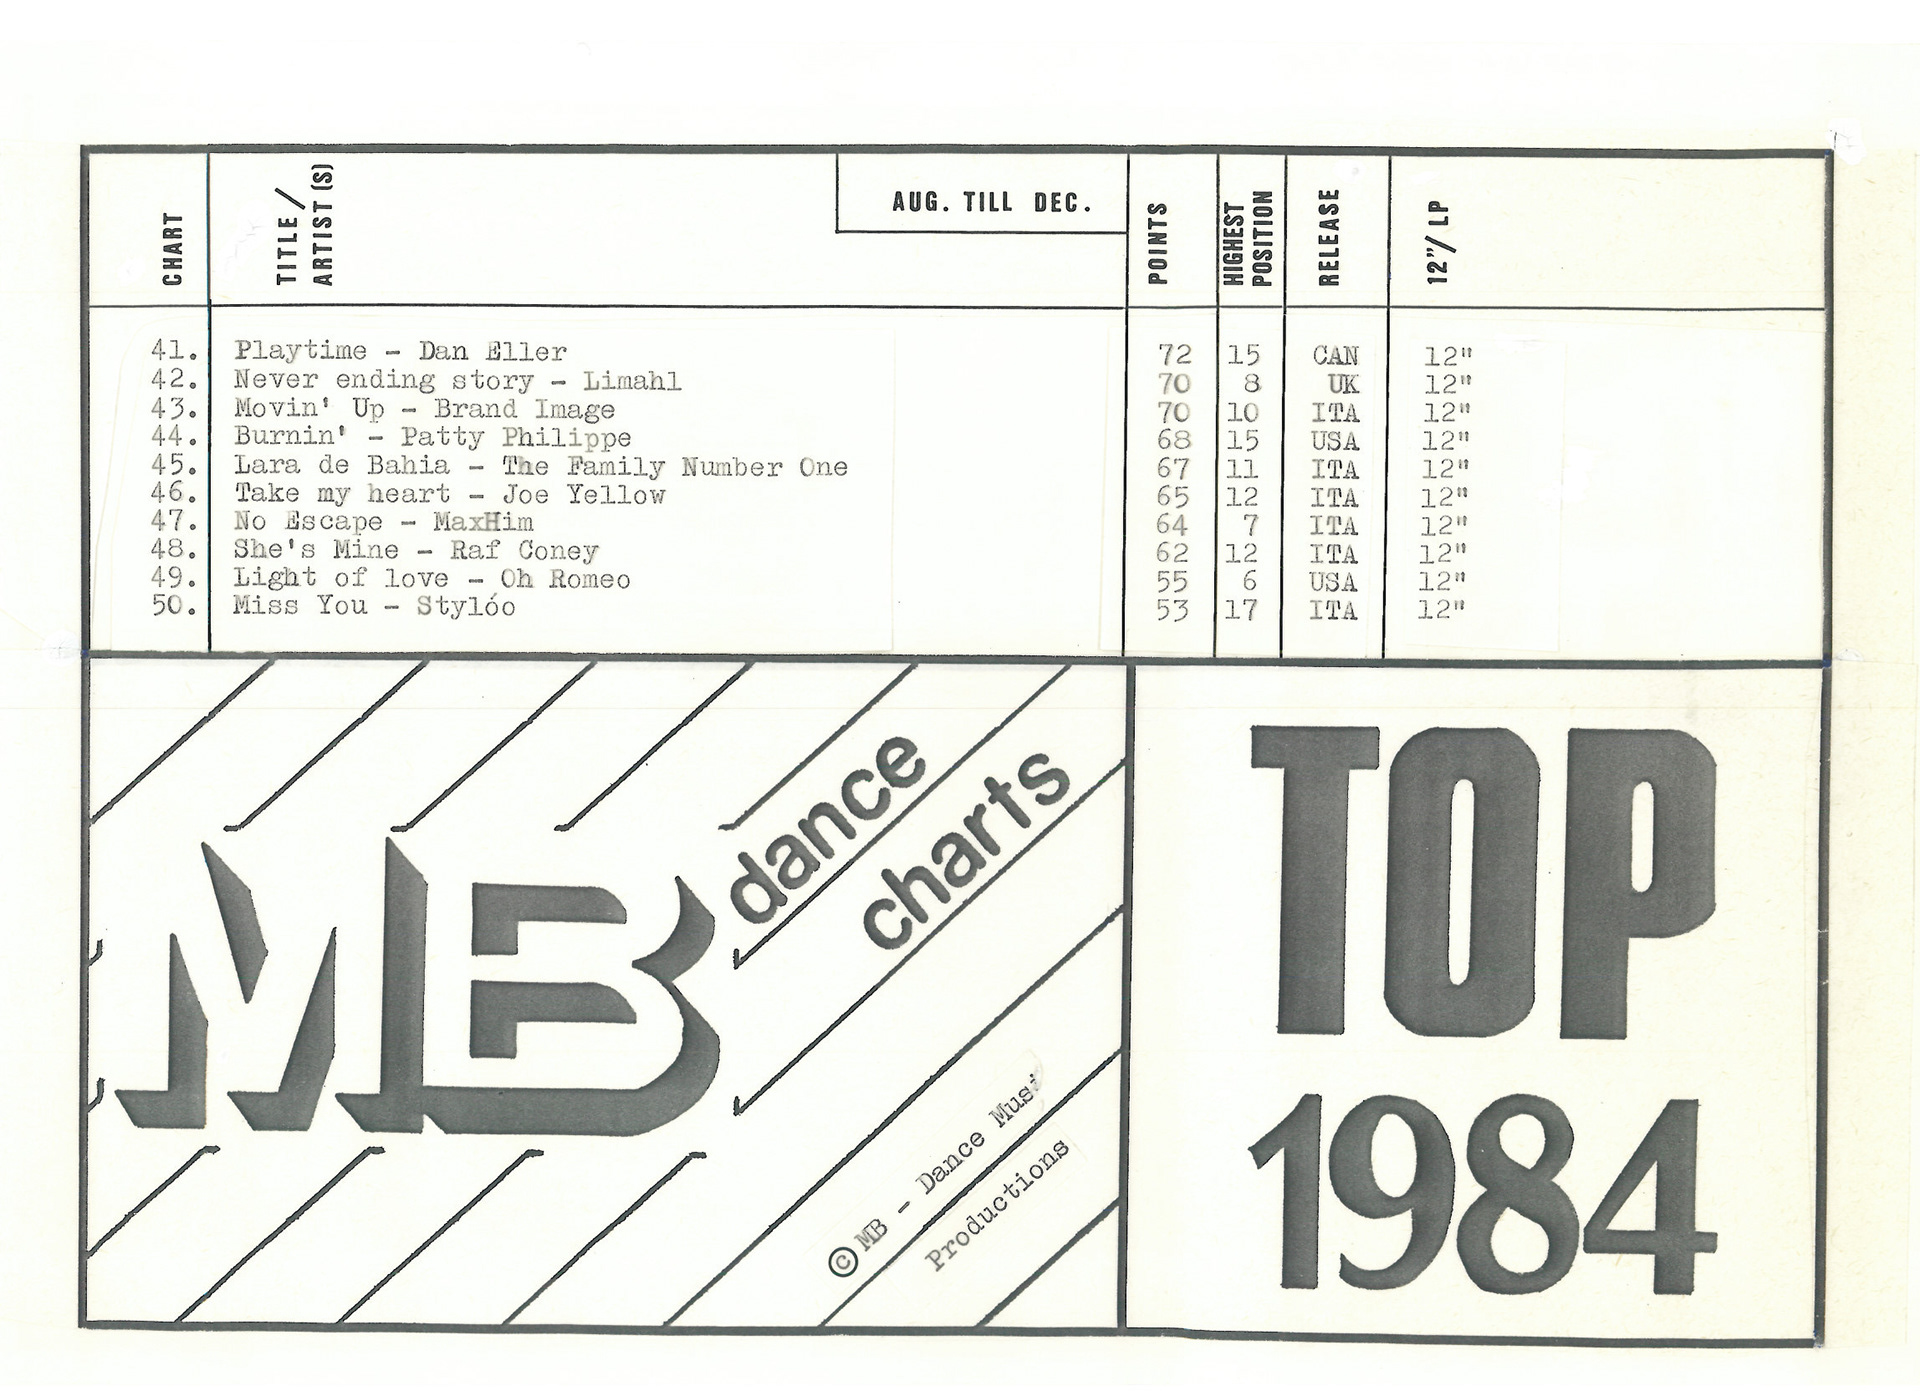 CHART TITLE / ARTIST (S) AUG. TILL DEC. POINTS HIGHEST POSITION RELEASE 12"/ LP
41. Playtime - Dan Eller 72 15 CAN 12"
42. Never ending story - Limahl 70 8 UK 12"
43. Movin' Up - Brand Image 70 10 ITA 12"
44. Burnin' - Patty Philippe 68 15 USA 12"
45. Lara de Bahia - The Family Number One 67 11 ITA 12"
46. Take my heart - Joe Yellow 65 12 ITA 12"
47. No Escape - MaxHim 64 7 ITA 12"
48. She's Mine - Raf Coney 62 12 ITA 12"
49. Light of love - Oh Romeo 55 6 USA 12"
50. Miss You - Stylóo 53 17 ITA 12"
MB
dance
charts
© MB - Dance Musi
Productions
TOP
1984